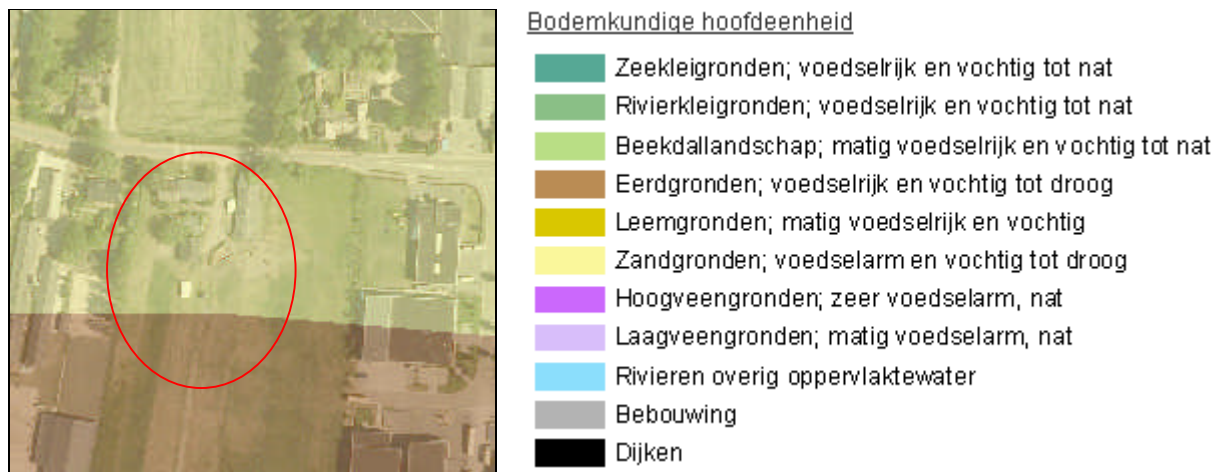 Bodemkundige hoofdeenheid
Zeekleigronden; voedselrijk en vochtig tot nat
Rivierkleigronden; voedselrijk en vochtig tot nat
Beekdallandschap; matig voedselrijk en vochtig tot nat
Eerdgronden; voedselrijk en vochtig tot droog
Leemgronden; matig voedselrijk en vochtig
Zandgronden; voedselarm en vochtig tot droog
Hoogveengronden; zeer voedselarm, nat
Laagveengronden; matig voedselarm, nat
Rivieren overig oppervlaktewater
Bebouwing
Dijken